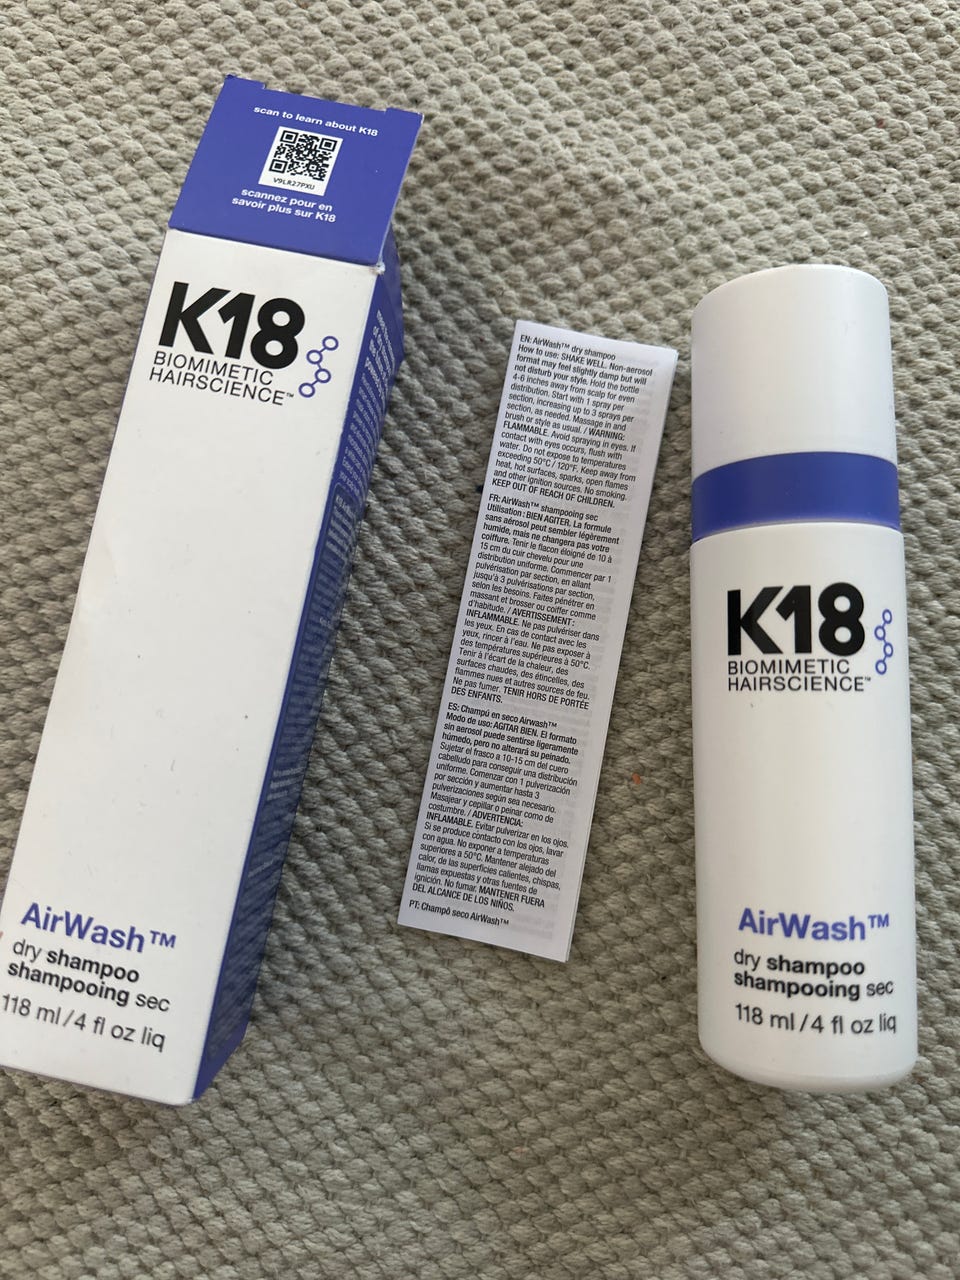 scan to learn about K18
V9LR27PXU
scannez pour en
savoir plus sur K18
K18
BIOMIMETIC
HAIRSCIENCE™
AirWash™
dry shampoo
shampooing sec
118 ml / 4 fl oz liq
EN: AirWash™ dry shampoo
How to use: SHAKE WELL. Non-aerosol
format may feel slightly damp but will
not disturb your style. Hold the bottle
4-6 inches away from scalp for even
distribution. Start with 1 spray per
section, increasing up to 3 sprays per
section, as needed. Massage in and
brush or style as usual. / WARNING:
FLAMMABLE. Avoid spraying in eyes. If
contact with eyes occurs, flush with
water. Do not expose to temperatures
exceeding 50°C / 120°F. Keep away from
heat, hot surfaces, sparks, open flames
and other ignition sources. No smoking.
KEEP OUT OF REACH OF CHILDREN.
FR: AirWash™ shampooing sec
Utilisation : BIEN AGITER. La formule
sans aérosol peut sembler légèrement
humide, mais ne changera pas votre
coiffure. Tenir le flacon éloigné de 10 à
15 cm du cuir chevelu pour une
distribution uniforme. Commencer par 1
pulvérisation par section, en allant
jusqu'à 3 pulvérisations par section,
selon les besoins. Faites pénétrer en
massant et brosser ou coiffer comme
d'habitude. / AVERTISSEMENT :
INFLAMMABLE. Ne pas pulvériser dans
les yeux. En cas de contact avec les
yeux, rincer à l'eau. Ne pas exposer à
des températures supérieures à 50°C.
Tenir à l'écart de la chaleur, des
surfaces chaudes, des étincelles, des
flammes nues et autres sources de feu.
Ne pas fumer. TENIR HORS DE PORTÉE
DES ENFANTS.
ES: Champú en seco Airwash™
Modo de uso: AGITAR BIEN. El formato
sin aerosol puede sentirse ligeramente
húmedo, pero no alterará su peinado.
Sujetar el frasco a 10-15 cm del cuero
cabelludo para conseguir una distribución
uniforme. Comenzar con 1 pulverización
por sección y aumentar hasta 3
pulverizaciones según sea necesario.
Masajear y cepillar o peinar como de
costumbre. / ADVERTENCIA:
INFLAMABLE. Evitar pulverizar en los ojos.
Si se produce contacto con los ojos, lavar
con agua. No exponer a temperaturas
superiores a 50°C. Mantener alejado del
calor, de las superficies calientes, chispas,
llamas expuestas y otras fuentes de
ignición. No fumar. MANTENER FUERA
DEL ALCANCE DE LOS NIÑOS.
PT: Champô seco AirWash™
K18
BIOMIMETIC
HAIRSCIENCE™
AirWash™
dry shampoo
shampooing sec
118 ml / 4 fl oz liq